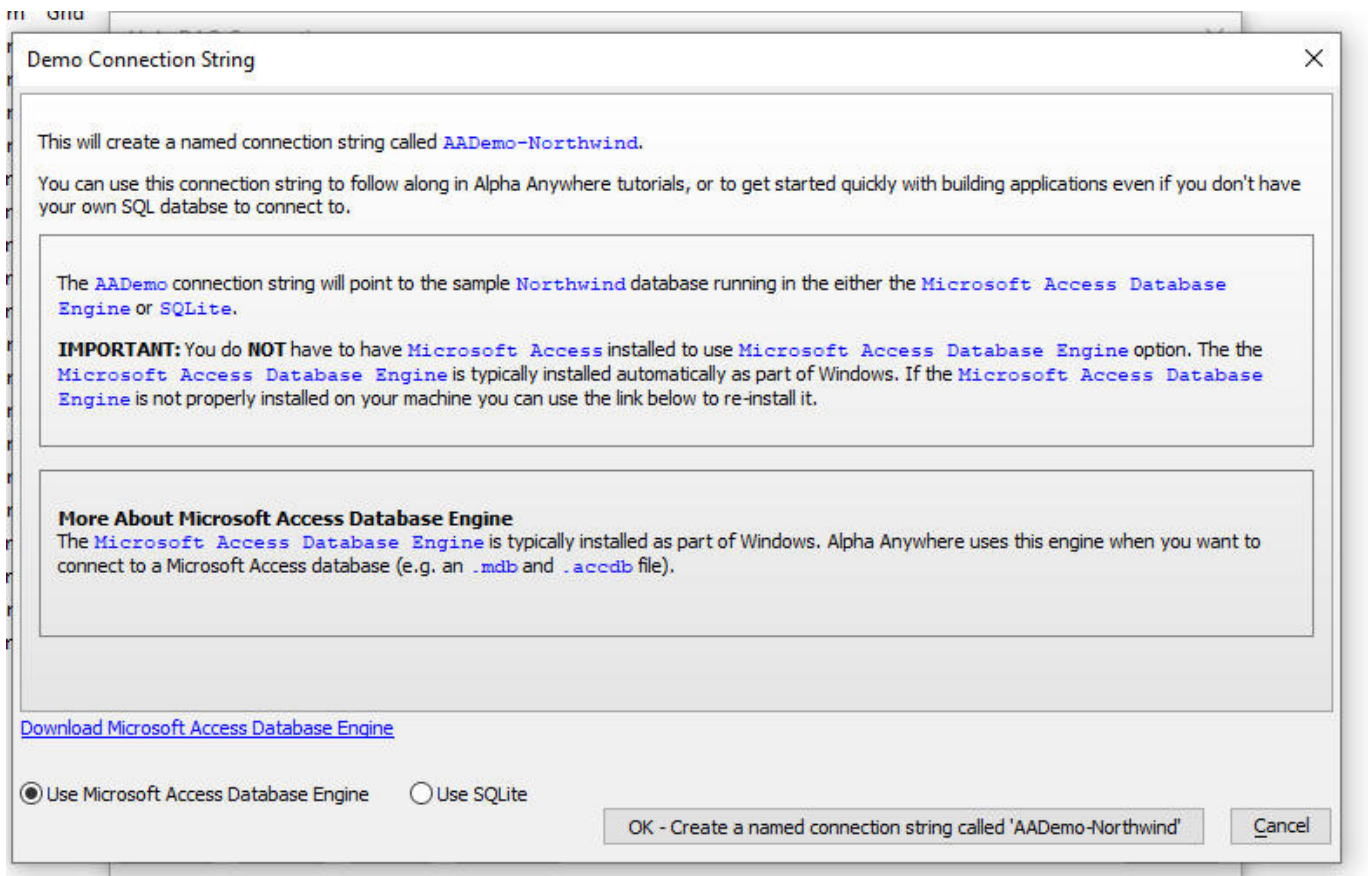 Grid
Demo Connection String
This will create a named connection string called AADemo-Northwind.
You can use this connection string to follow along in Alpha Anywhere tutorials, or to get started quickly with building applications even if you don't have
your own SQL databse to connect to.
The AADemo connection string will point to the sample Northwind database running in the either the Microsoft Access Database
Engine or SQLite.
IMPORTANT: You do NOT have to have Microsoft Access installed to use Microsoft Access Database Engine option. The the
Microsoft Access Database Engine is typically installed automatically as part of Windows. If the Microsoft Access Database
Engine is not properly installed on your machine you can use the link below to re-install it.
More About Microsoft Access Database Engine
The Microsoft Access Database Engine is typically installed as part of Windows. Alpha Anywhere uses this engine when you want to
connect to a Microsoft Access database (e.g. an .mdb and .accdb file).
Download Microsoft Access Database Engine
Use Microsoft Access Database Engine Use SQLite
OK - Create a named connection string called 'AADemo-Northwind' Cancel